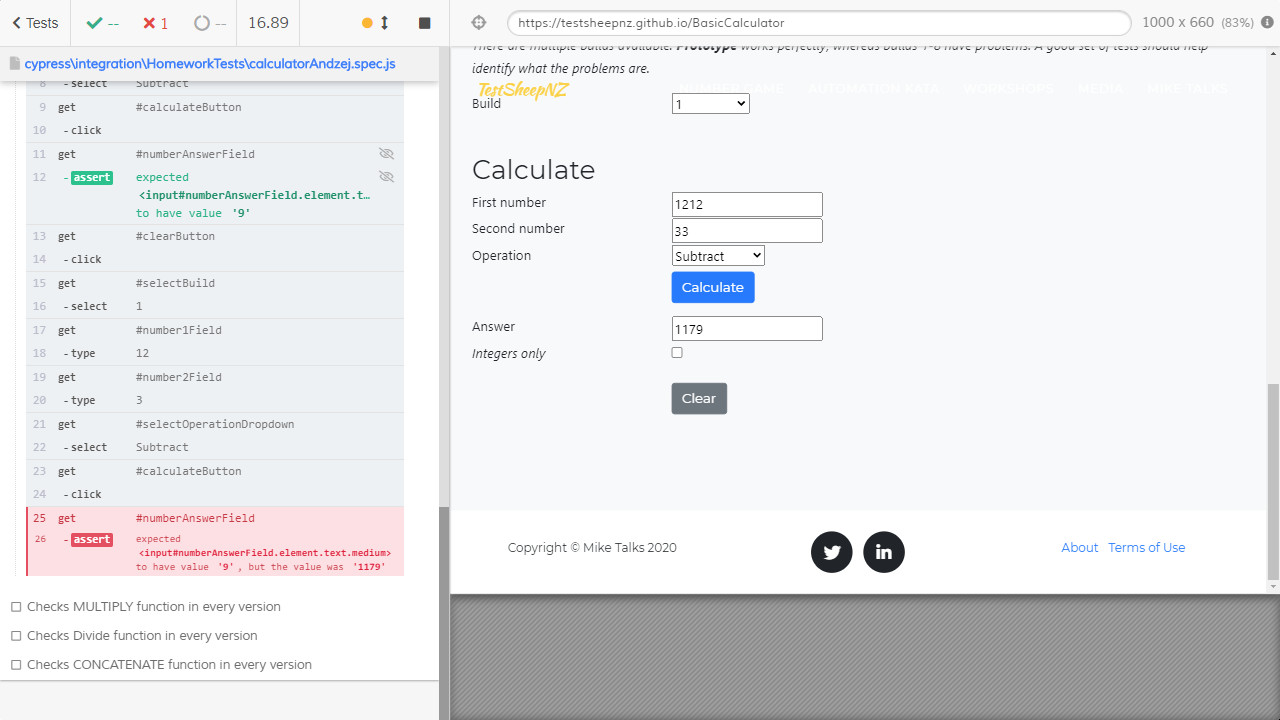 Tests
--
1
--
16.89
https://testsheepnz.github.io/BasicCalculator
1000 x 660 (83%)
cypress\integration\HomeworkTests\calculatorAndzej.spec.js
8 -select Subtract
9 get #calculateButton
10 -click
11 get #numberAnswerField
12 -assert expected
<input#numberAnswerField.element.t…
to have value '9'
13 get #clearButton
14 -click
15 get #selectBuild
16 -select 1
17 get #number1Field
18 -type 12
19 get #number2Field
20 -type 3
21 get #selectOperationDropdown
22 -select Subtract
23 get #calculateButton
24 -click
25 get #numberAnswerField
26 -assert expected
<input#numberAnswerField.element.text.medium>
to have value '9', but the value was '1179'
Checks MULTIPLY function in every version
Checks Divide function in every version
Checks CONCATENATE function in every version
There are multiple builds available. Prototype works perfectly, whereas builds 1-8 have problems. A good set of tests should help
identify what the problems are.
TestSheepNZ
NUMBER GAME AUTOMATION KATA WORKSHOPS MEDIA MIKE TALKS
Build 1
Calculate
First number 1212
Second number 33
Operation Subtract
Calculate
Answer 1179
Integers only
Clear
Copyright © Mike Talks 2020
in
About Terms of Use